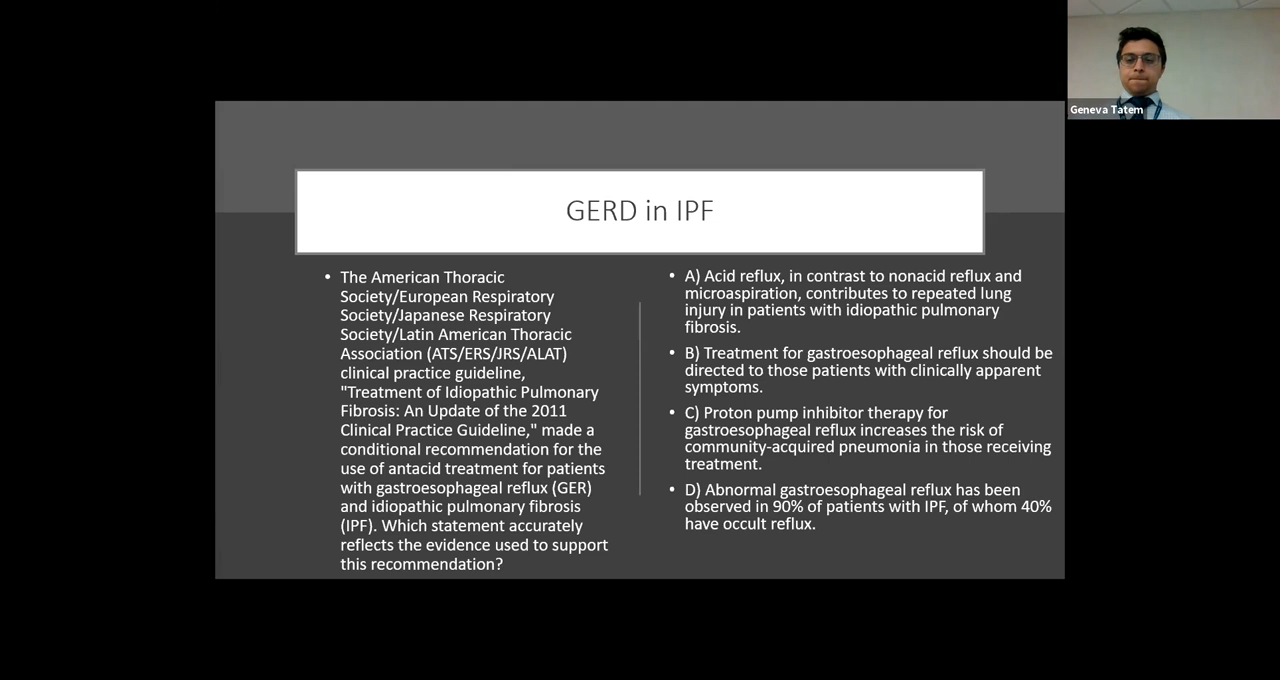 GERD in IPF
• The American Thoracic
Society/European Respiratory
Society/Japanese Respiratory
Society/Latin American Thoracic
Association (ATS/ERS/JRS/ALAT)
clinical practice guideline,
"Treatment of Idiopathic Pulmonary
Fibrosis: An Update of the 2011
Clinical Practice Guideline," made a
conditional recommendation for the
use of antacid treatment for patients
with gastroesophageal reflux (GER)
and idiopathic pulmonary fibrosis
(IPF). Which statement accurately
reflects the evidence used to support
this recommendation?
• A) Acid reflux, in contrast to nonacid reflux and
microaspiration, contributes to repeated lung
injury in patients with idiopathic pulmonary
fibrosis.
• B) Treatment for gastroesophageal reflux should be
directed to those patients with clinically apparent
symptoms.
• C) Proton pump inhibitor therapy for
gastroesophageal reflux increases the risk of
community-acquired pneumonia in those receiving
treatment.
• D) Abnormal gastroesophageal reflux has been
observed in 90% of patients with IPF, of whom 40%
have occult reflux.
Geneva Tatem